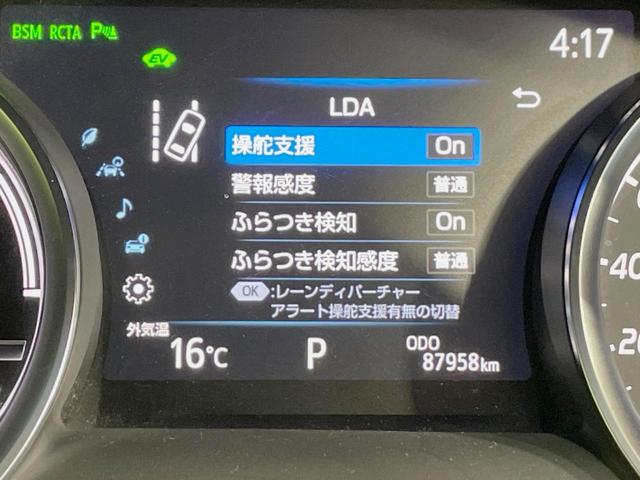 BSM RCTA P
4:17
EV
LDA
操舵支援 On
警報感度 普通
ふらつき検知 On
ふらつき検知感度 普通
OK :レーンディパーチャー
アラート操舵支援有無の切替
外気温
16℃ P ODO
87958km
40
20